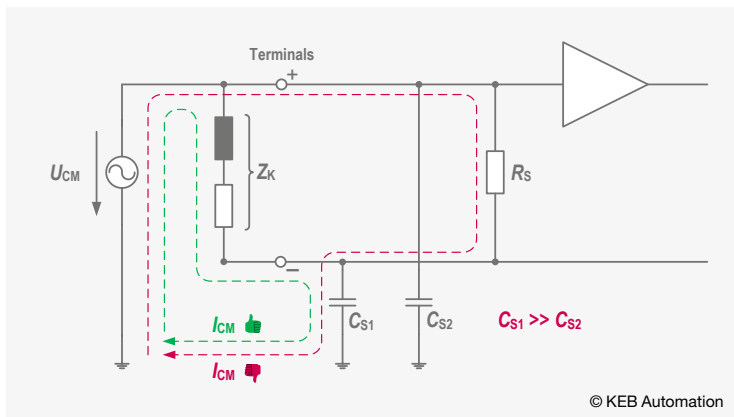 Terminals
+
UCM
ZK
RS
−
CS1
CS2
CS1 >> CS2
ICM
ICM
© KEB Automation